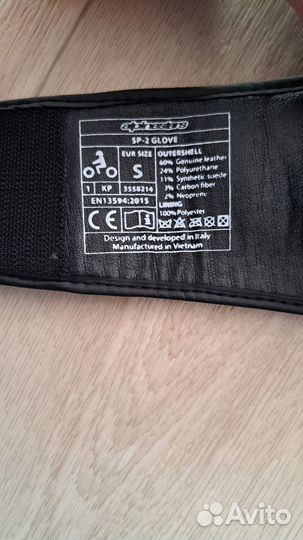 alpinestars
SP-2 GLOVE
EUR SIZE
S
1 KP 3558214
EN13594:2015
OUTERSHELL
60% Genuine leather
24% Polyurethane
11% Synthetic suede
3% Carbon fiber
2% Neoprene
LINING
100% Polyester
CE
Design and developed in Italy
Manufactured in Vietnam
Avito